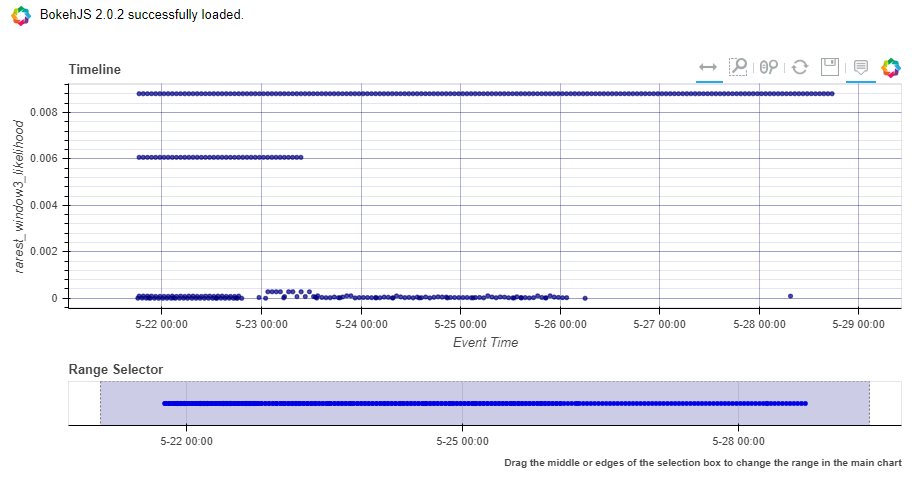 BokehJS 2.0.2 successfully loaded.
Timeline
rarest_window3_likelihood
0.008
0.006
0.004
0.002
0
5-22 00:00 5-23 00:00 5-24 00:00 5-25 00:00 5-26 00:00 5-27 00:00 5-28 00:00 5-29 00:00
Event Time
Range Selector
5-22 00:00 5-25 00:00 5-28 00:00
Drag the middle or edges of the selection box to change the range in the main chart